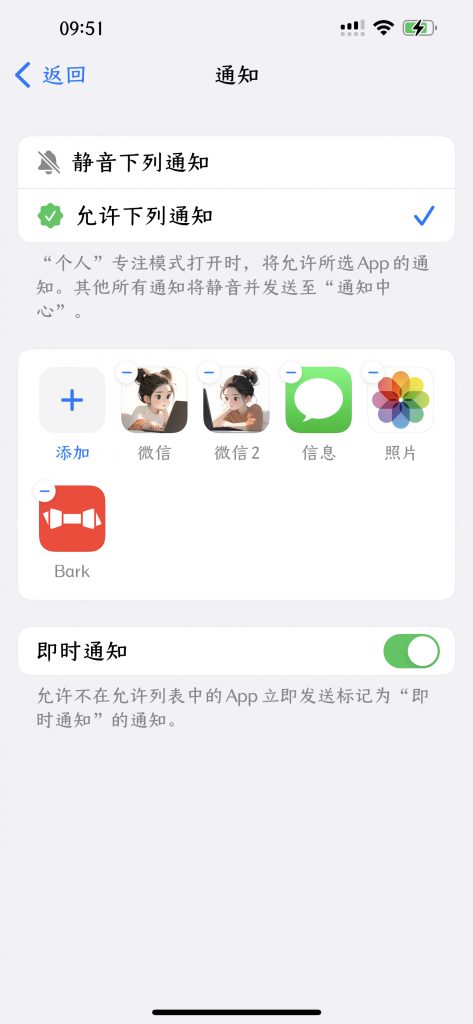 09:51
返回
通知
静音下列通知
允许下列通知
“个人”专注模式打开时，将允许所选App的通
知。其他所有通知将静音并发送至“通知中
心”。
添加
微信
微信2
信息
照片
Bark
即时通知
允许不在允许列表中的App立即发送标记为“即
时通知”的通知。